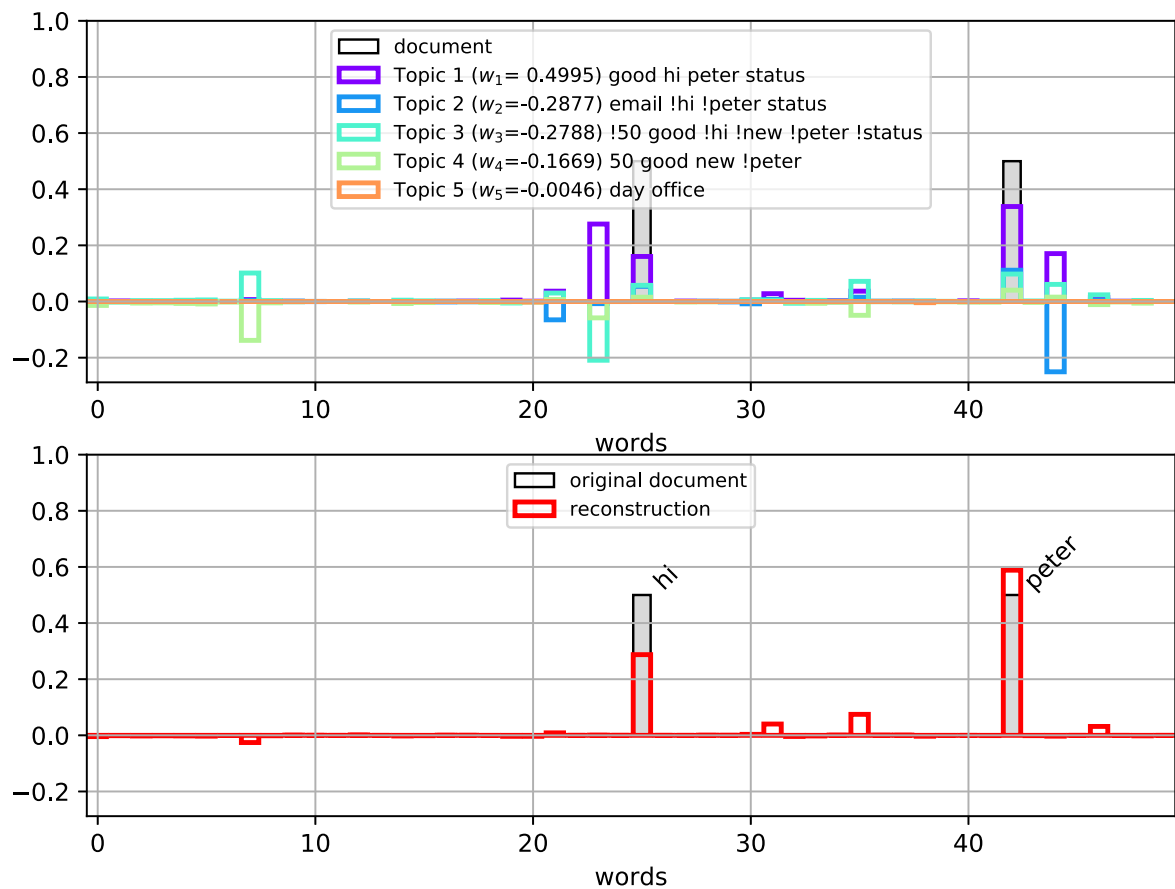 1.0
0.8
0.6
0.4
0.2
0.0
−0.2
document
Topic 1 (w₁= 0.4995) good hi peter status
Topic 2 (w₂=-0.2877) email !hi !peter status
Topic 3 (w₃=-0.2788) !50 good !hi !new !peter !status
Topic 4 (w₄=-0.1669) 50 good new !peter
Topic 5 (w₅=-0.0046) day office
0 10 20 30 40
words
1.0
0.8
0.6
0.4
0.2
0.0
−0.2
original document
reconstruction
hi
peter
0 10 20 30 40
words